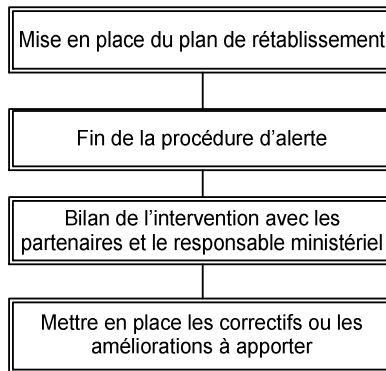 Mise en place du plan de rétablissement
Fin de la procédure d'alerte
Bilan de l'intervention avec les
partenaires et le responsable ministériel
Mettre en place les correctifs ou les
améliorations à apporter